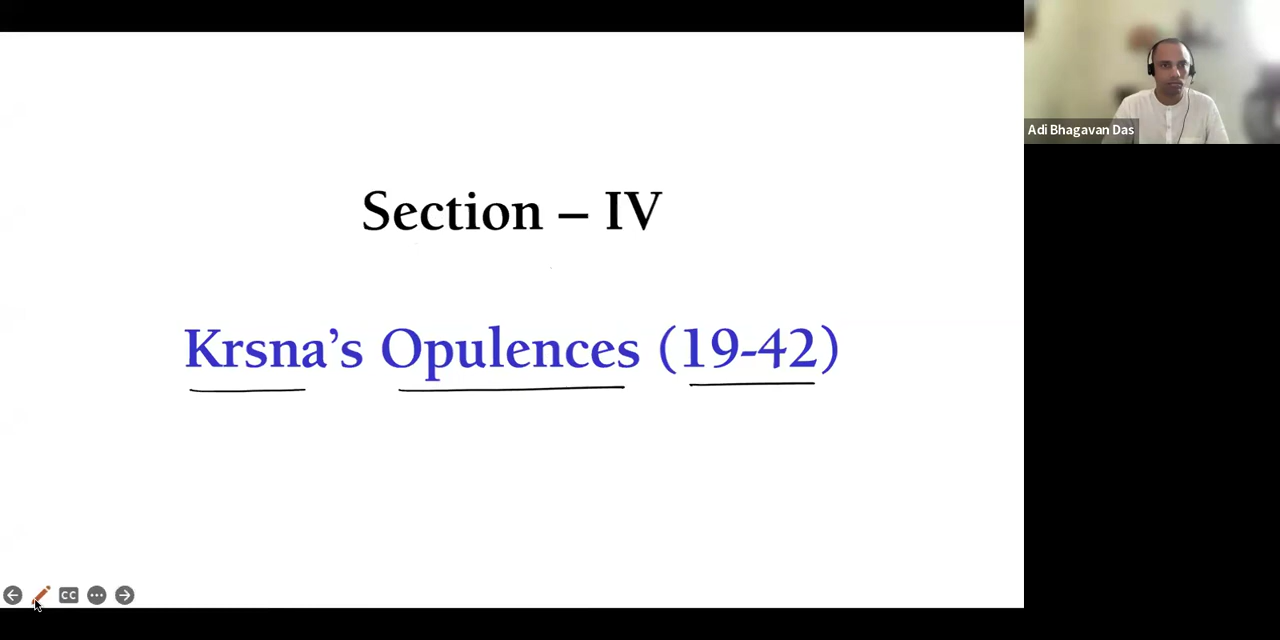 Section – IV
Krsna's Opulences (19-42)
Adi Bhagavan Das
CC